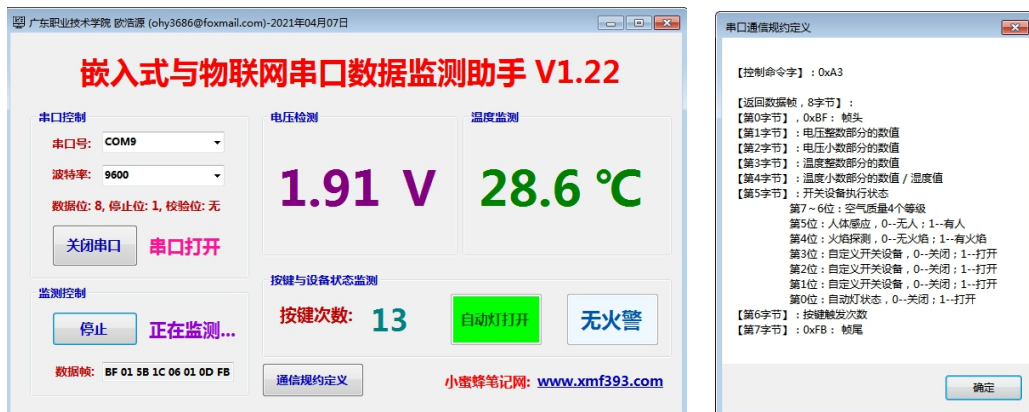 广东职业技术学院 欧浩源 (ohy3686@foxmail.com)-2021年04月07日
嵌入式与物联网串口数据监测助手 V1.22
串口控制
串口号: COM9
波特率: 9600
数据位: 8, 停止位: 1, 校验位: 无
关闭串口 串口打开
监测控制
停止 正在监测...
数据帧: BF 01 5B 1C 06 01 0D FB
电压检测
1.91 V
温度监测
28.6 ℃
按键与设备状态监测
按键次数: 13 自动灯打开 无火警
通信规约定义 小蜜蜂笔记网: www.xmf393.com
串口通信规约定义
【控制命令字】:0xA3
【返回数据帧,8字节】:
【第0字节】,0xBF: 帧头
【第1字节】:电压整数部分的数值
【第2字节】:电压小数部分的数值
【第3字节】:温度整数部分的数值
【第4字节】:温度小数部分的数值 / 湿度值
【第5字节】:开关设备执行状态
第7~6位:空气质量4个等级
第5位:人体感应,0--无人;1--有人
第4位:火焰探测,0--无火焰;1--有火焰
第3位:自定义开关设备,0--关闭;1--打开
第2位:自定义开关设备,0--关闭;1--打开
第1位:自定义开关设备,0--关闭;1--打开
第0位:自动灯状态,0--关闭;1--打开
【第6字节】:按键触发次数
【第7字节】:0xFB: 帧尾
确定